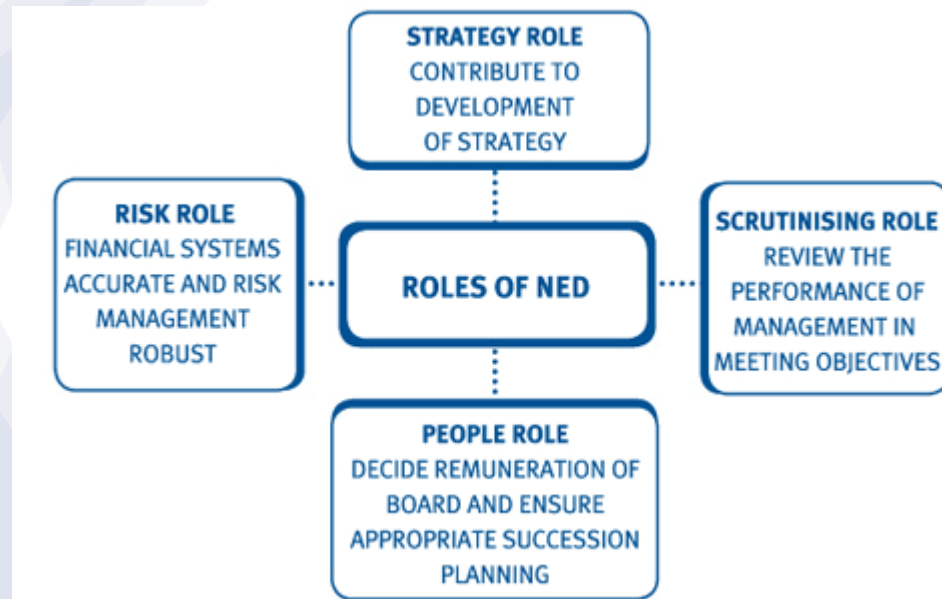 STRATEGY ROLE
CONTRIBUTE TO
DEVELOPMENT
OF STRATEGY
RISK ROLE
FINANCIAL SYSTEMS
ACCURATE AND RISK
MANAGEMENT
ROBUST
ROLES OF NED
SCRUTINISING ROLE
REVIEW THE
PERFORMANCE OF
MANAGEMENT IN
MEETING OBJECTIVES
PEOPLE ROLE
DECIDE REMUNERATION OF
BOARD AND ENSURE
APPROPRIATE SUCCESSION
PLANNING